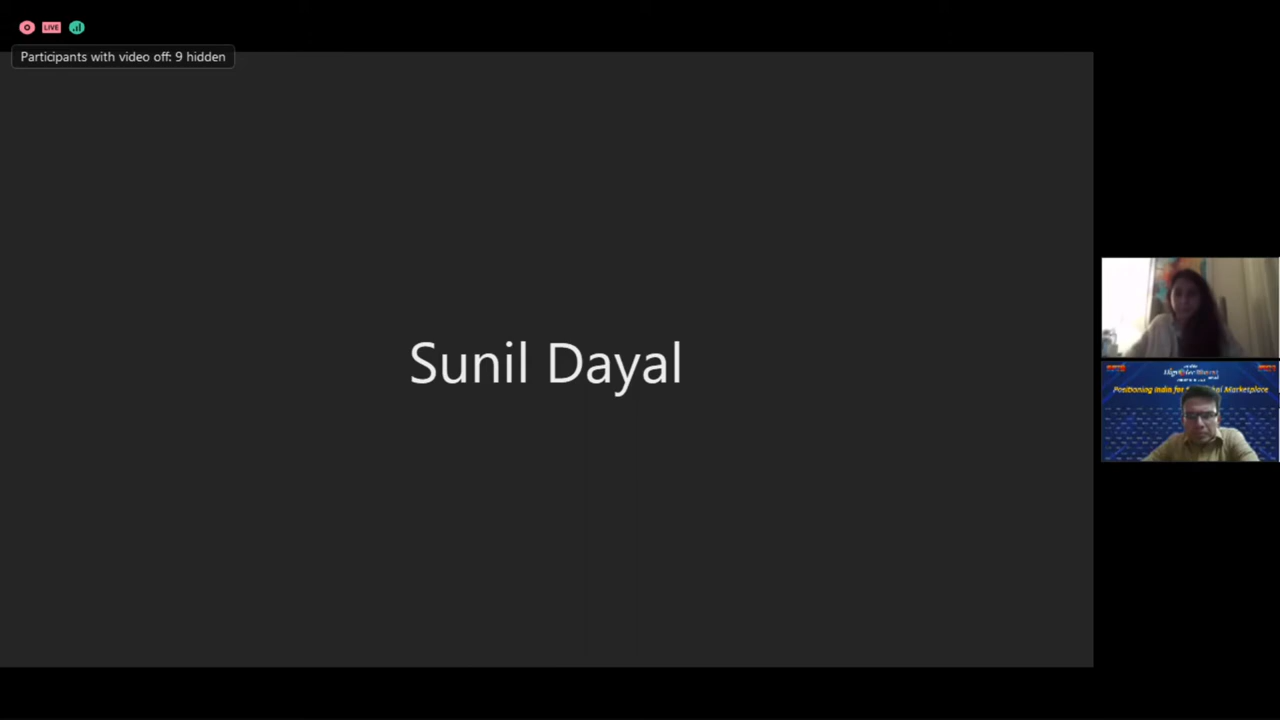 LIVE
Participants with video off: 9 hidden
Sunil Dayal
Positioning India for
Marketplace